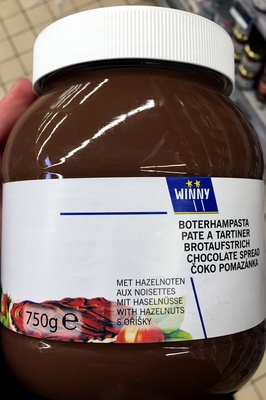 WINNY
BOTERHAMPASTA
PATE A TARTINER
BROTAUFSTRICH
CHOCOLATE SPREAD
ČOKO POMAZÁNKA
MET HAZELNOTEN
AUX NOISETTES
MIT HASELNÜSSE
WITH HAZELNUTS
S OŘÍŠKY
750g e